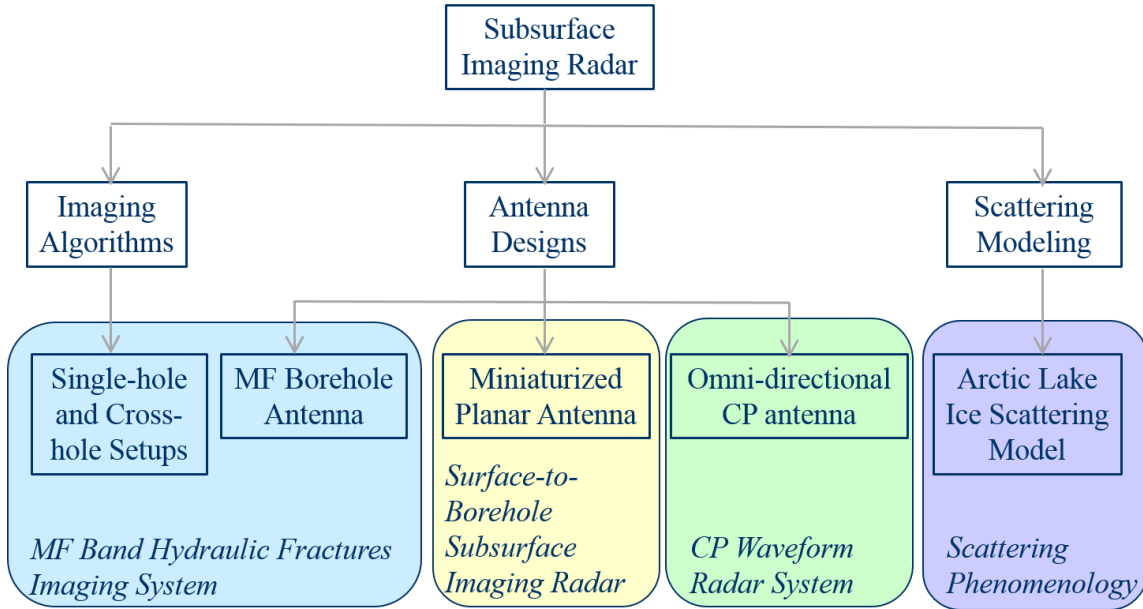 Subsurface
Imaging Radar
Imaging
Algorithms
Antenna
Designs
Scattering
Modeling
Single-hole
and Cross-
hole Setups
MF Borehole
Antenna
Miniaturized
Planar Antenna
Omni-directional
CP antenna
Arctic Lake
Ice Scattering
Model
MF Band Hydraulic Fractures
Imaging System
Surface-to-
Borehole
Subsurface
Imaging Radar
CP Waveform
Radar System
Scattering
Phenomenology